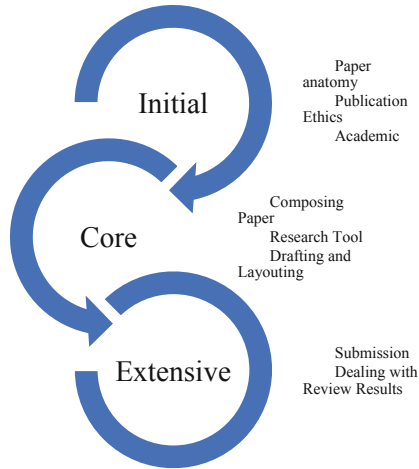 Initial
Paper
anatomy
Publication
Ethics
Academic
Core
Composing
Paper
Research Tool
Drafting and
Layouting
Extensive
Submission
Dealing with
Review Results